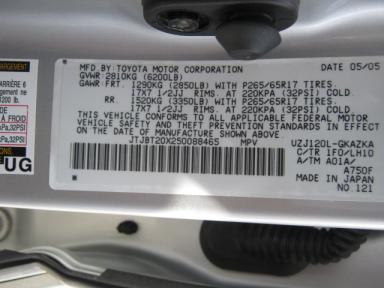 MFD.BY: TOYOTA MOTOR CORPORATION 05/05
GVWR: 2810KG (6200LB)
GAWR: FRT. 1290KG (2850LB) WITH P265/65R17 TIRES,
17X7 1/2JJ RIMS, AT 220KPA (32PSI) COLD
RR. 1520KG (3350LB) WITH P265/65R17 TIRES,
17X7 1/2JJ RIMS, AT 220KPA (32PSI) COLD
THIS VEHICLE CONFORMS TO ALL APPLICABLE FEDERAL MOTOR
VEHICLE SAFETY AND THEFT PREVENTION STANDARDS IN EFFECT
ON THE DATE OF MANUFACTURE SHOWN ABOVE.
JTJBT20X250088465 MPV UZJ120L-GKAZKA
C/TR 1F0/LH10
A/TM A01A/
A750F
MADE IN JAPAN
NO.121
ARGEMENT
ARRIÈRE 6
rgement ne
200 lb.
À FROID
Pa,32PSI
Pa,32PSI
PUG